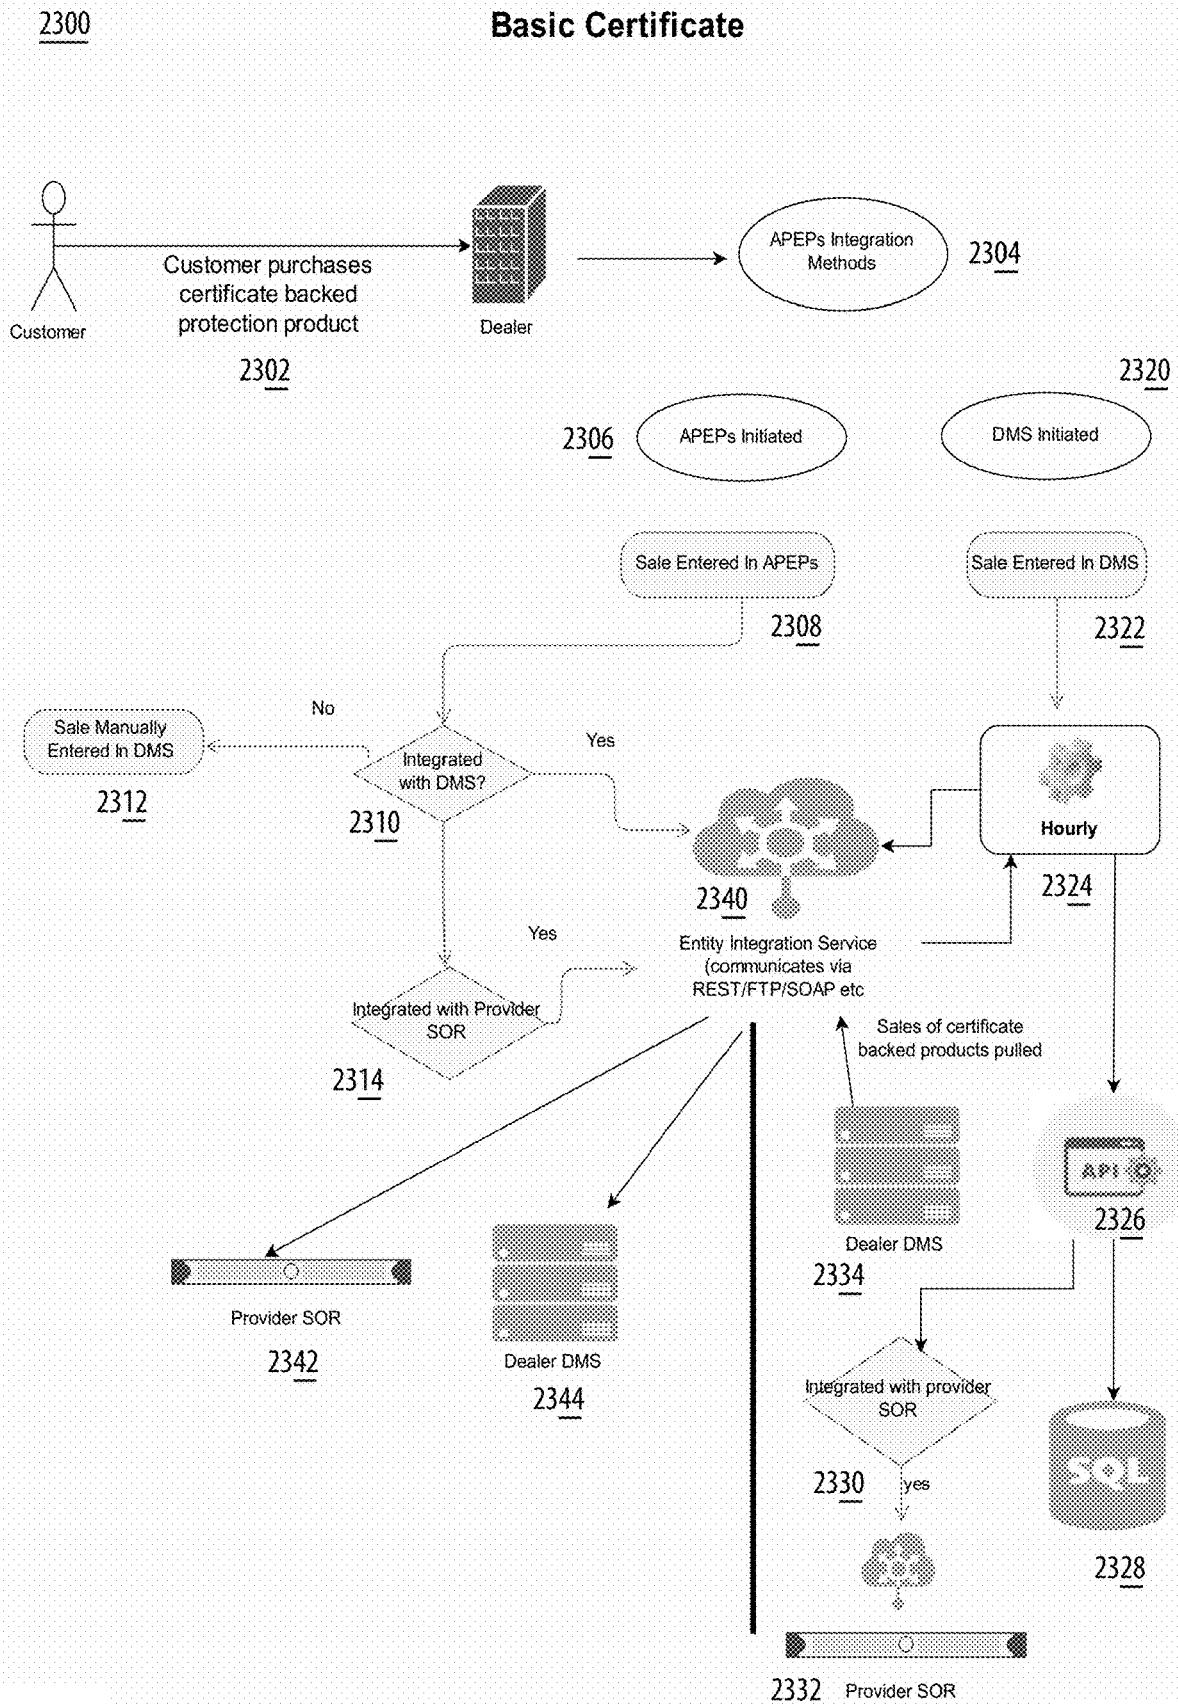 2300
Basic Certificate
APEPs Integration
Methods
2304
Customer purchases
certificate backed
protection product
Customer
Dealer
2302
2320
2306
APEPs Initiated
DMS Initiated
Sale Entered In APEPs
Sale Entered In DMS
2308
2322
No
Sale Manually
Entered In DMS
Yes
Integrated
with DMS?
2312
2310
Hourly
2340
2324
Yes
Entity Integration Service
(communicates via
REST/FTP/SOAP etc
Integrated with Provider
SOR
Sales of certificate
backed products pulled
2314
API
2326
Dealer DMS
2334
Provider SOR
2342
Dealer DMS
2344
Integrated with provider
SOR
SQL
2330
yes
2328
2332
Provider SOR